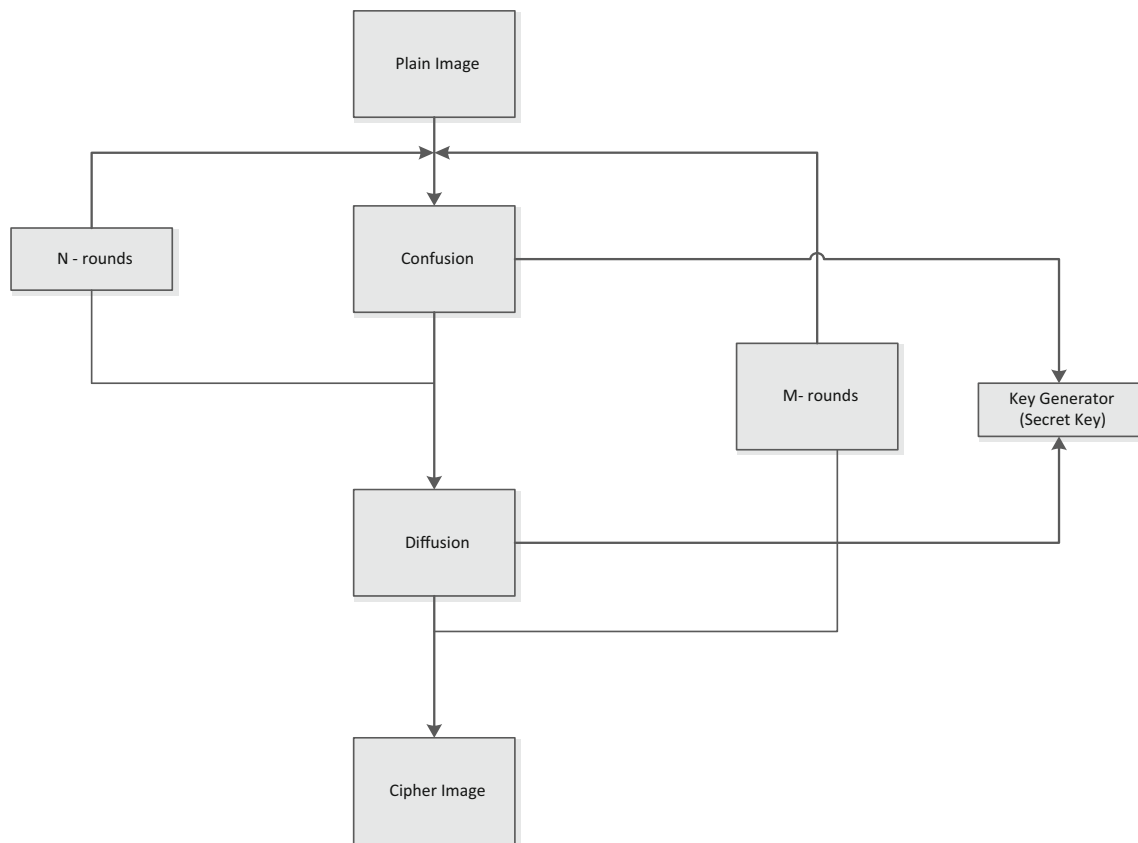 Plain Image
N - rounds
Confusion
M- rounds
Key Generator
(Secret Key)
Diffusion
Cipher Image